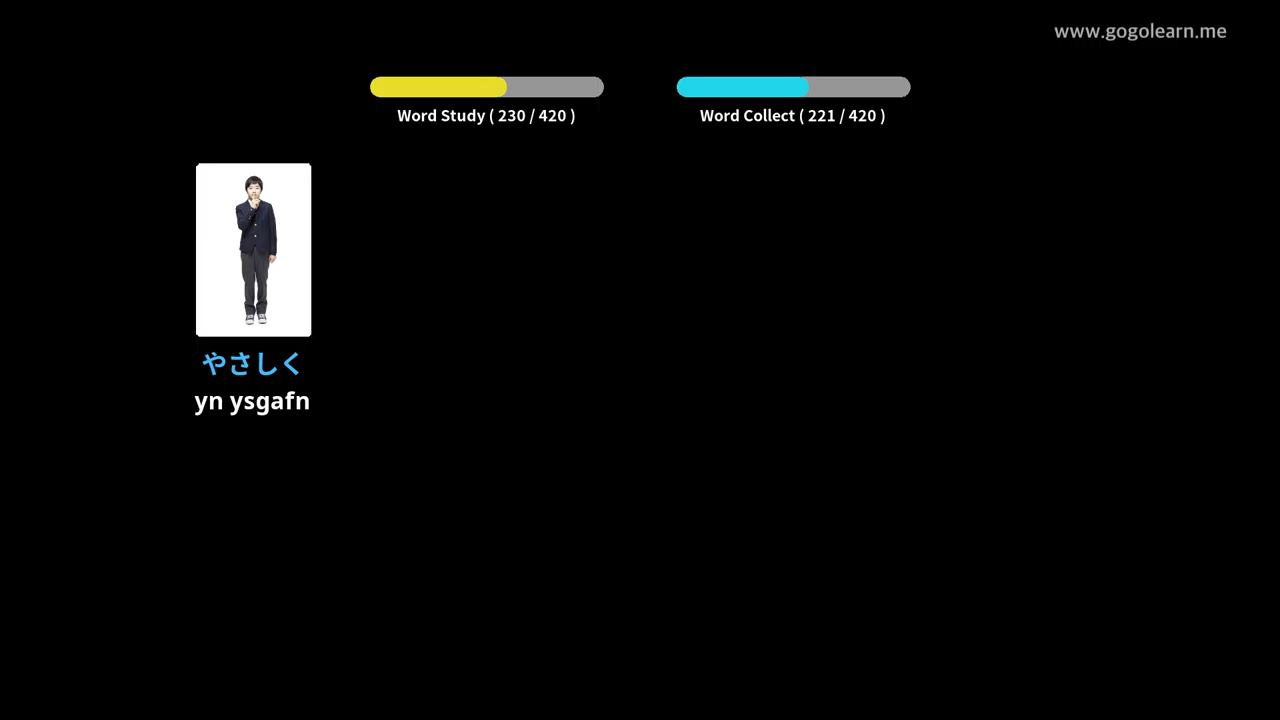 www.gogolearn.me
Word Study ( 230 / 420 )
Word Collect ( 221 / 420 )
やさしく
yn ysgafn